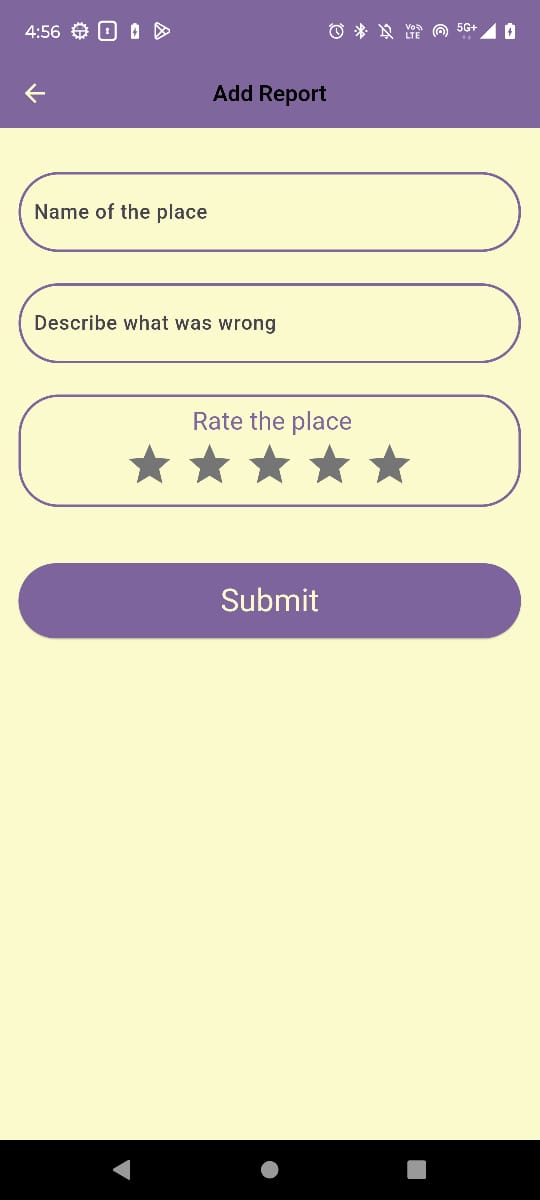 4:56
Vo)) LTE
5G+
Add Report
Name of the place
Describe what was wrong
Rate the place
Submit